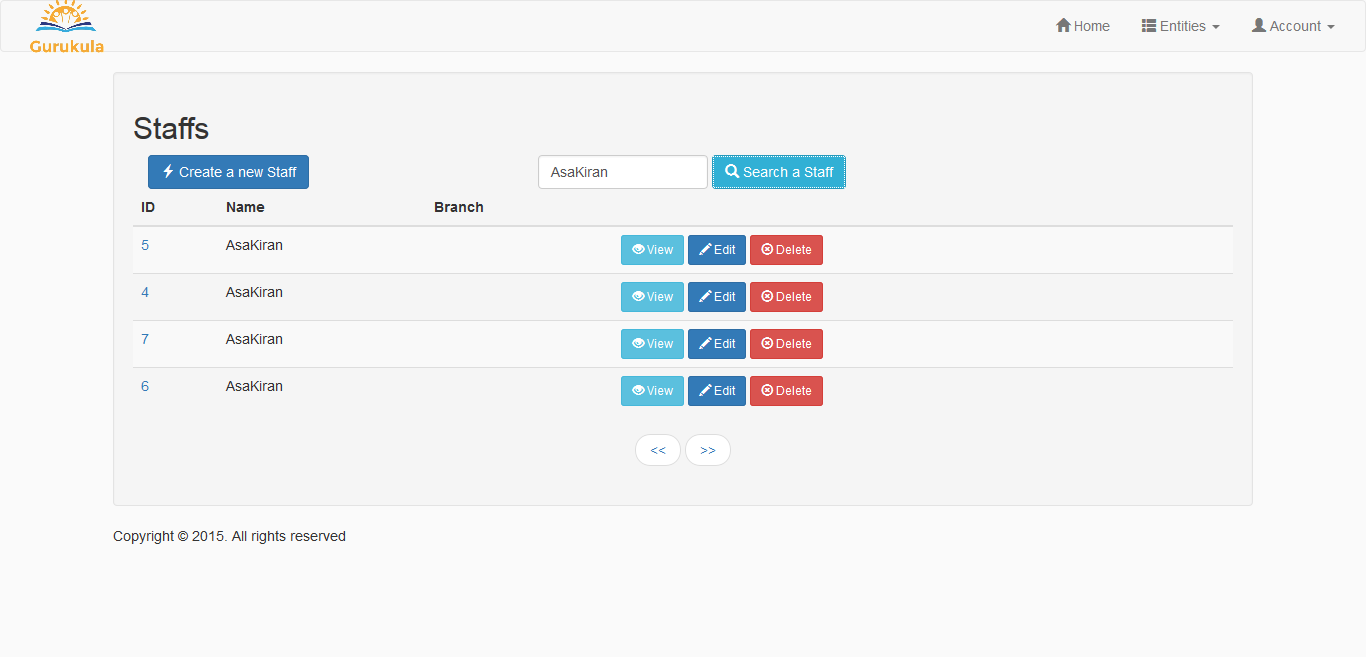 Gurukula
Home Entities Account
Staffs
Create a new Staff AsaKiran Search a Staff
ID Name Branch
5 AsaKiran View Edit Delete
4 AsaKiran View Edit Delete
7 AsaKiran View Edit Delete
6 AsaKiran View Edit Delete
<< >>
Copyright © 2015. All rights reserved